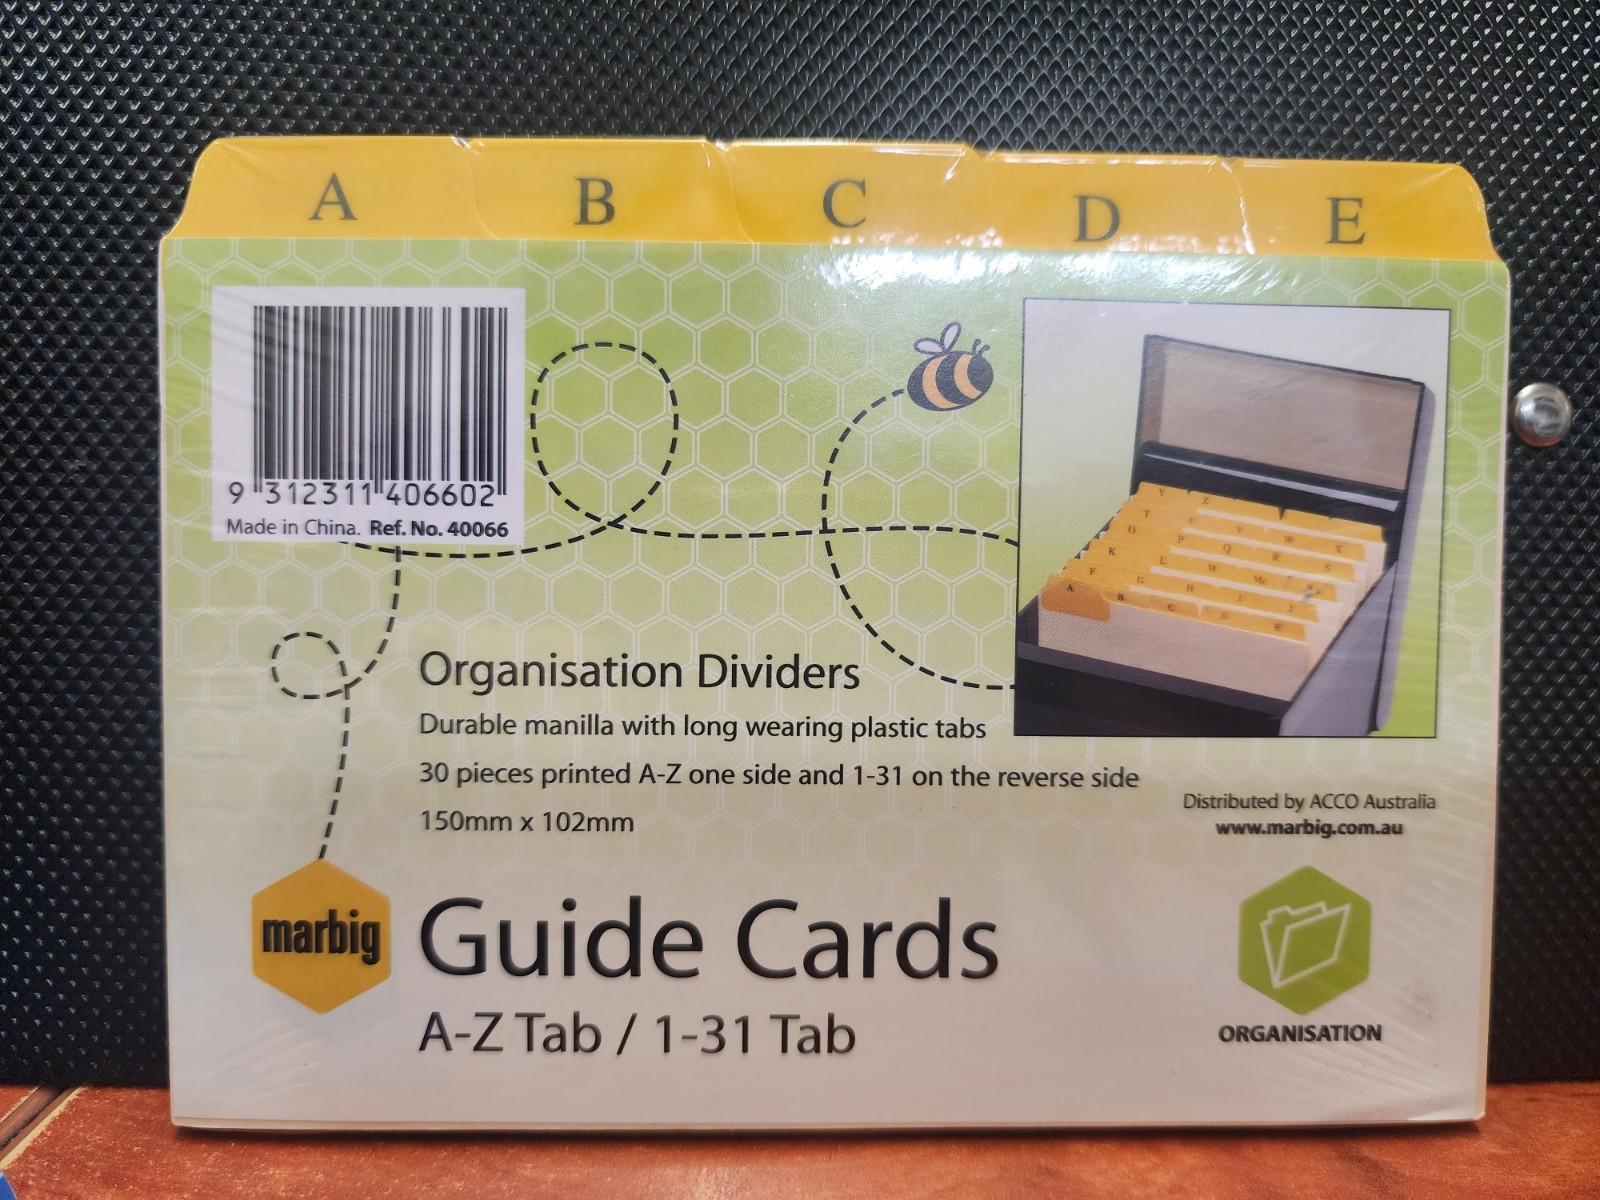 A B C D E
9 312311 406602
Made in China. Ref. No. 40066
Y Z
T U V W X
O P Q R S
K L M Mc
F G H I J
A B C D E
Organisation Dividers
Durable manilla with long wearing plastic tabs
30 pieces printed A-Z one side and 1-31 on the reverse side
150mm x 102mm
Distributed by ACCO Australia
www.marbig.com.au
marbig
Guide Cards
A-Z Tab / 1-31 Tab
ORGANISATION